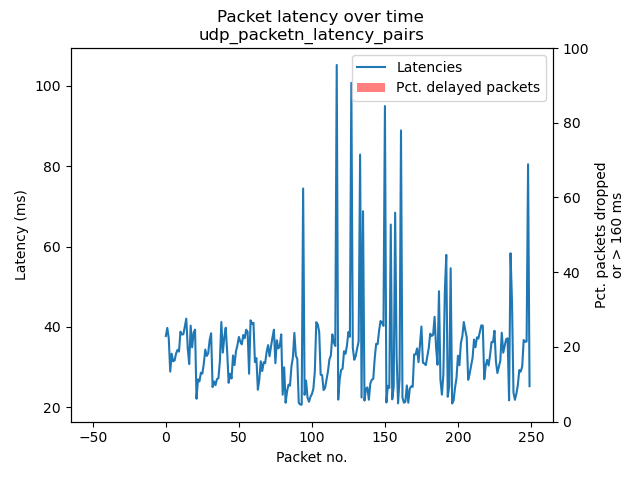 Packet latency over time
udp_packetn_latency_pairs
Latencies
Pct. delayed packets
Latency (ms)
100
80
60
40
20
100
80
60
40
20
0
Pct. packets dropped
or > 160 ms
−50
0
50
100
150
200
250
Packet no.